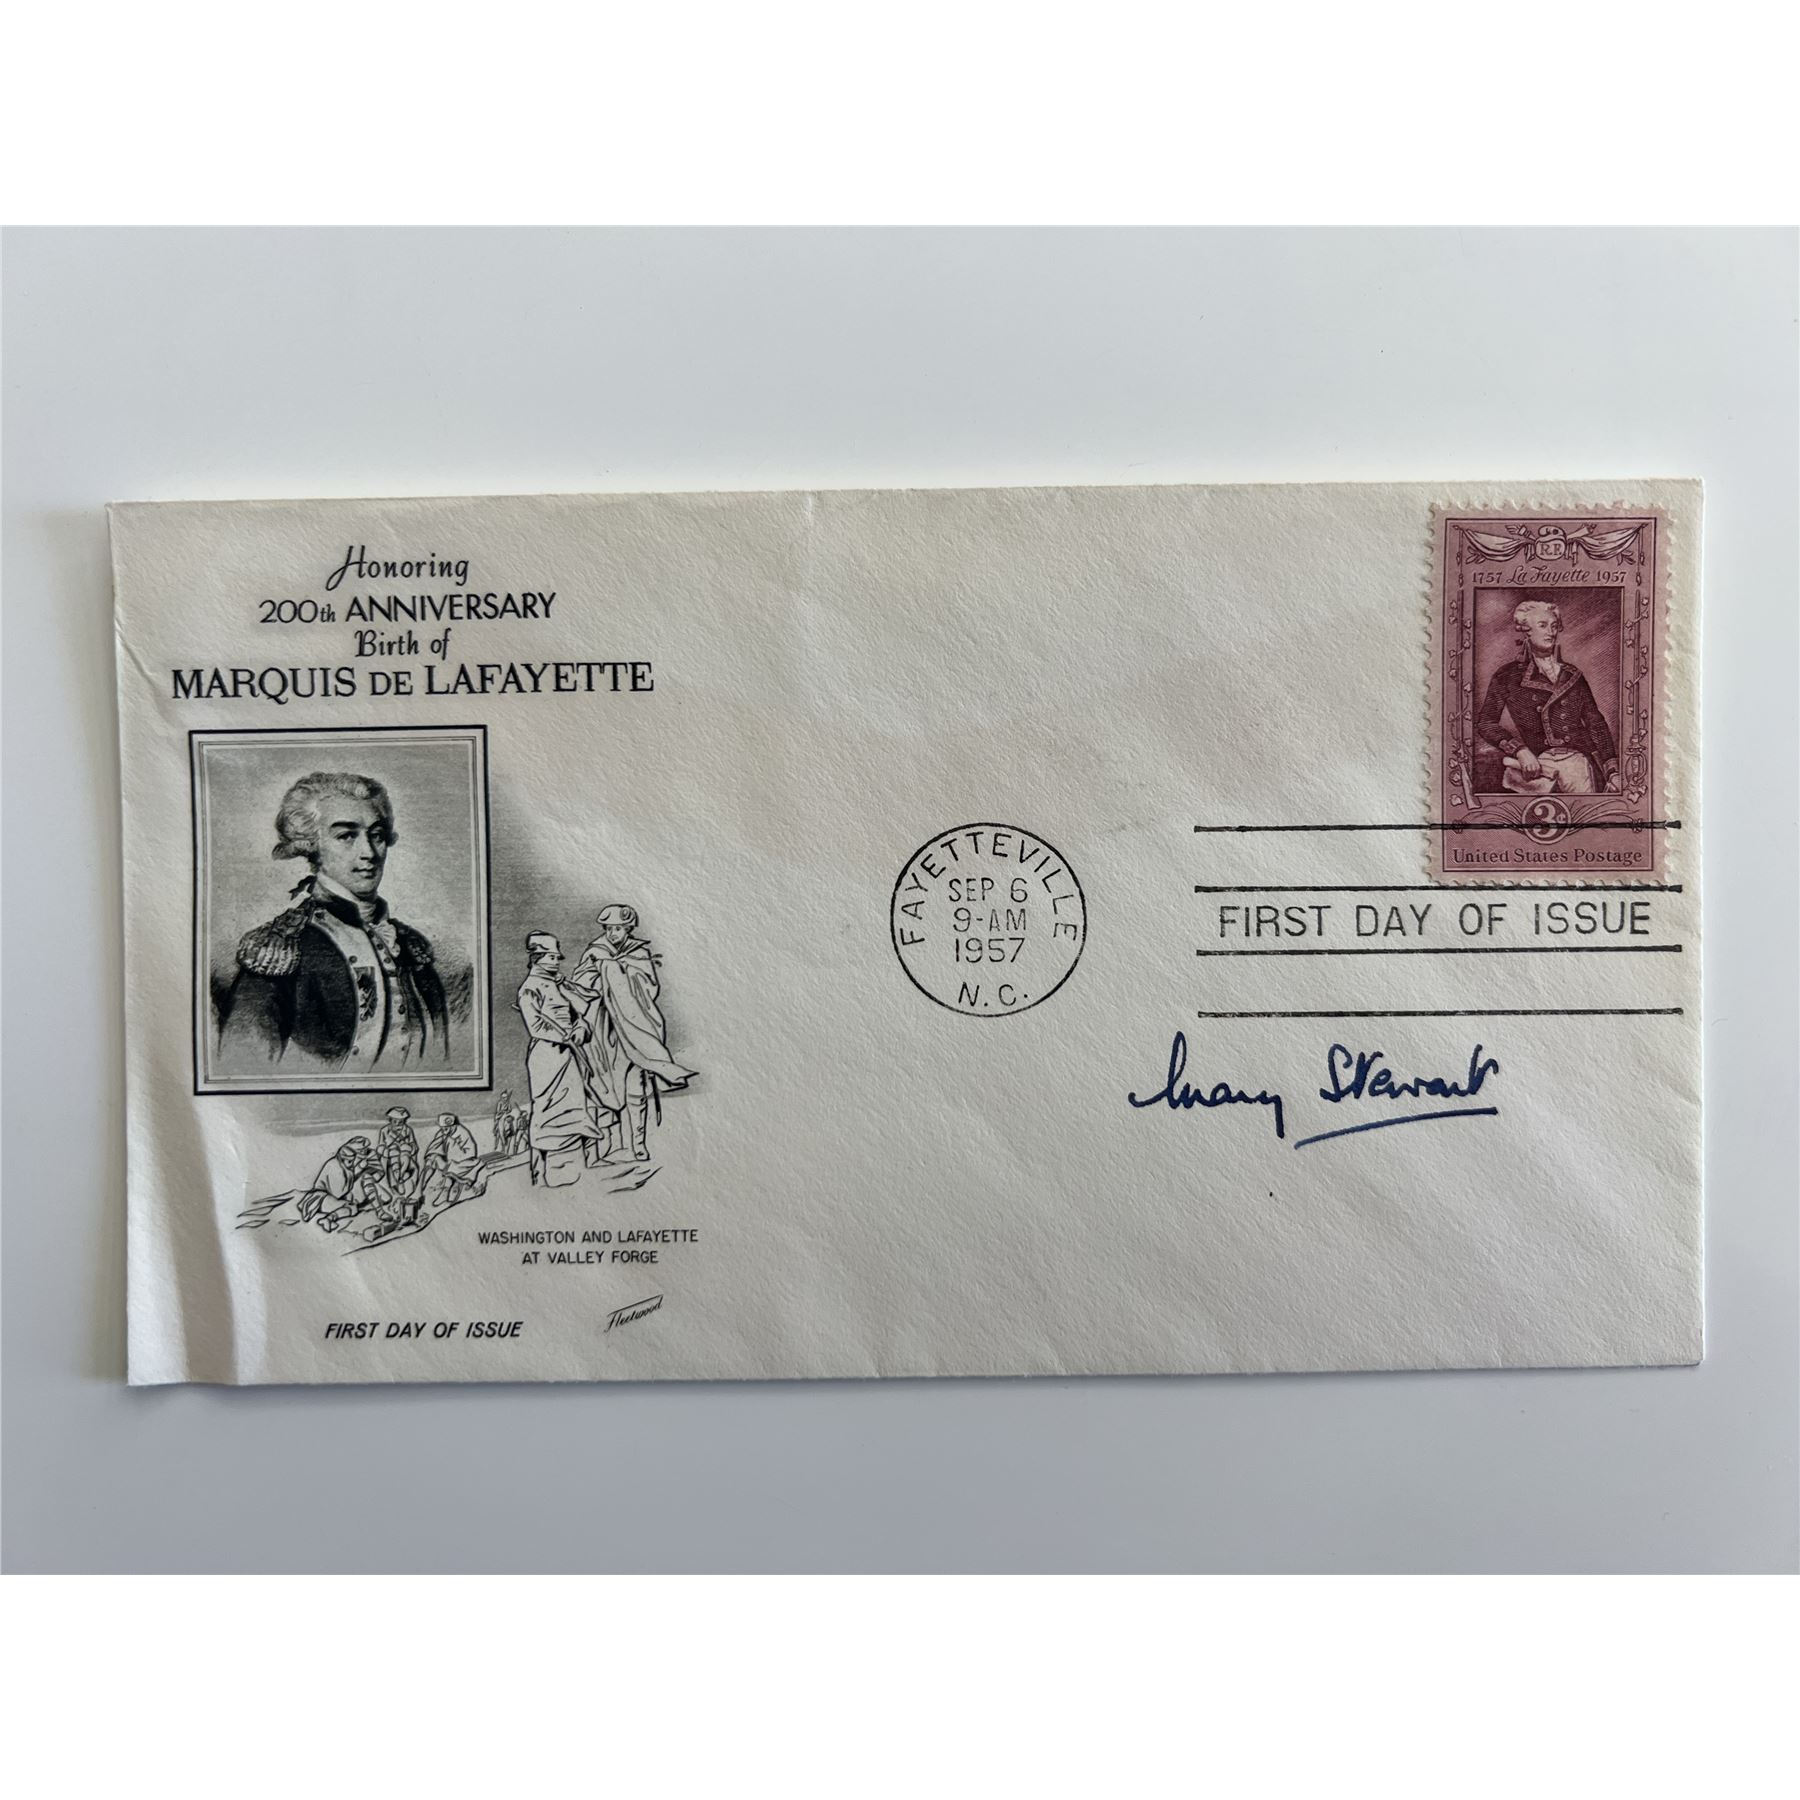 Honoring
200th ANNIVERSARY
Birth of
MARQUIS DE LAFAYETTE
WASHINGTON AND LAFAYETTE
AT VALLEY FORGE
FIRST DAY OF ISSUE
Fleetwood
FAYETTEVILLE
SEP 6
9-AM
1957
N.C.
R.F.
1757 La Fayette 1957
3¢
United States Postage
FIRST DAY OF ISSUE
Mary Stewart